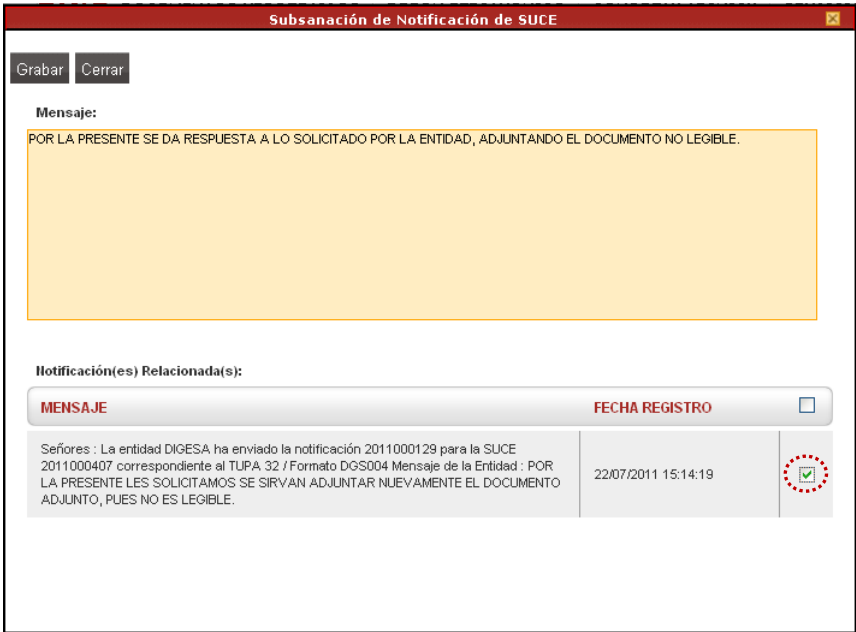 Subsanación de Notificación de SUCE
Grabar Cerrar
Mensaje:
POR LA PRESENTE SE DA RESPUESTA A LO SOLICITADO POR LA ENTIDAD, ADJUNTANDO EL DOCUMENTO NO LEGIBLE.
Notificación(es) Relacionada(s):
MENSAJE FECHA REGISTRO
Señores : La entidad DIGESA ha enviado la notificación 2011000129 para la SUCE
2011000407 correspondiente al TUPA 32 / Formato DGS004 Mensaje de la Entidad : POR
LA PRESENTE LES SOLICITAMOS SE SIRVAN ADJUNTAR NUEVAMENTE EL DOCUMENTO
ADJUNTO, PUES NO ES LEGIBLE.
22/07/2011 15:14:19